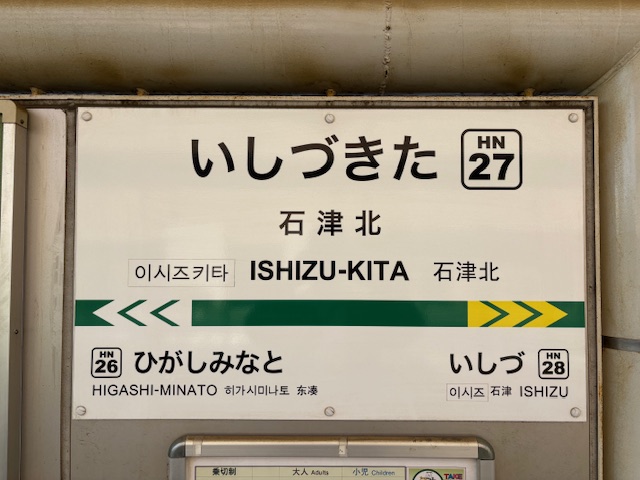 いしづきた HN 27
石津北
이시즈키타 ISHIZU-KITA 石津北
HN 26 ひがしみなと いしづ HN 28
HIGASHI-MINATO 히가시미나토 东凑 이시즈 石津 ISHIZU
乗切制 大人 Adults 小児 Children TAKE